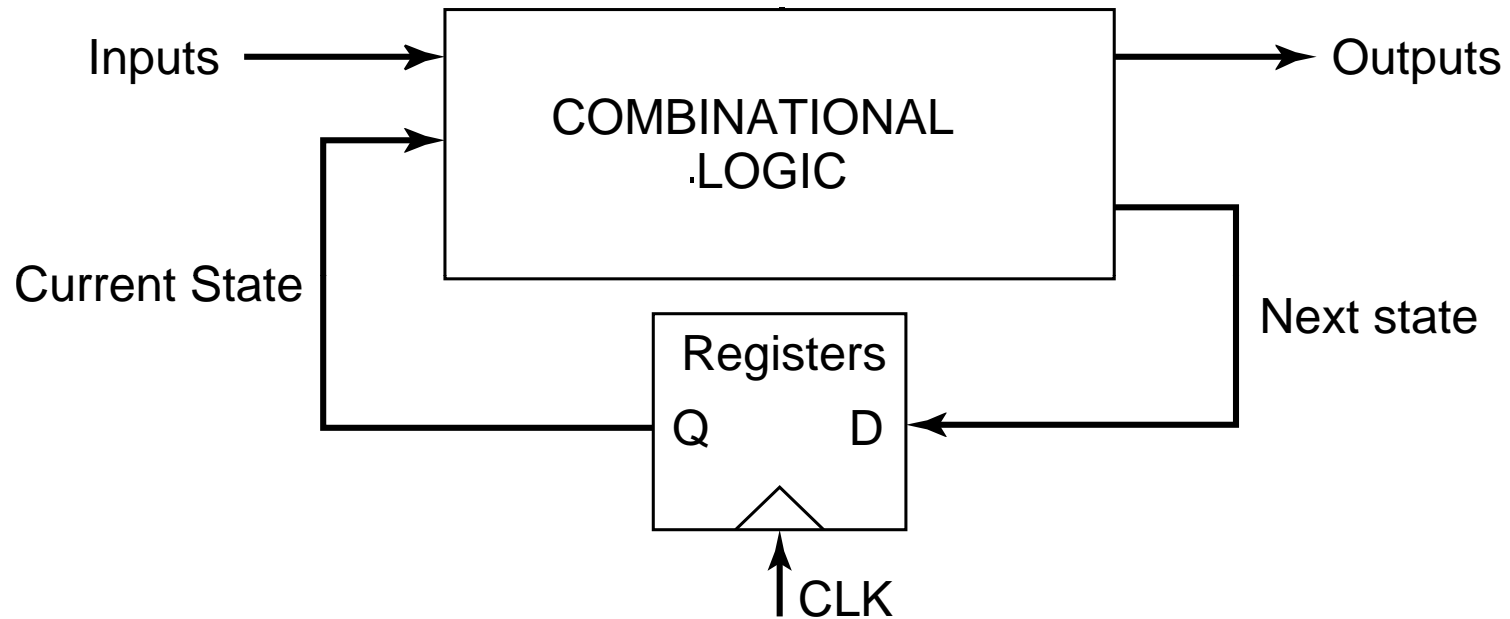 Inputs
Outputs
COMBINATIONAL
LOGIC
Current State
Next state
Registers
Q
D
CLK